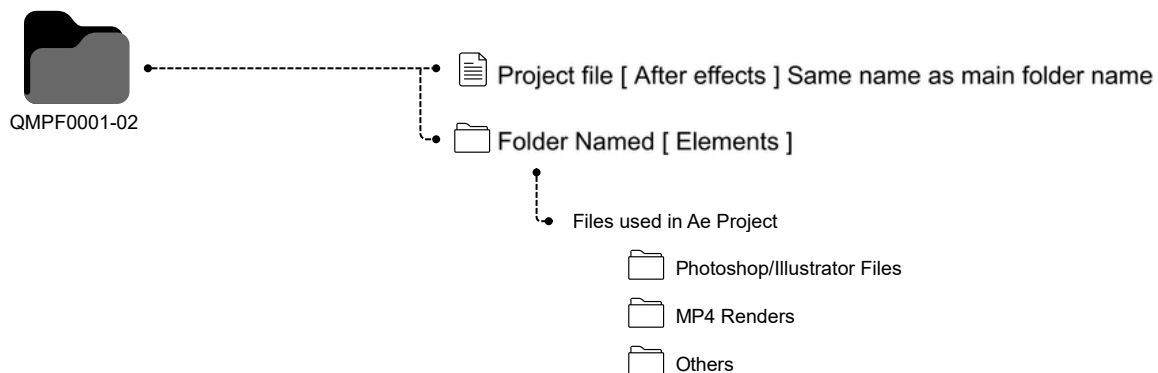 Project file [ After effects ] Same name as main folder name
QMPF0001-02
Folder Named [ Elements ]
Files used in Ae Project
Photoshop/Illustrator Files
MP4 Renders
Others